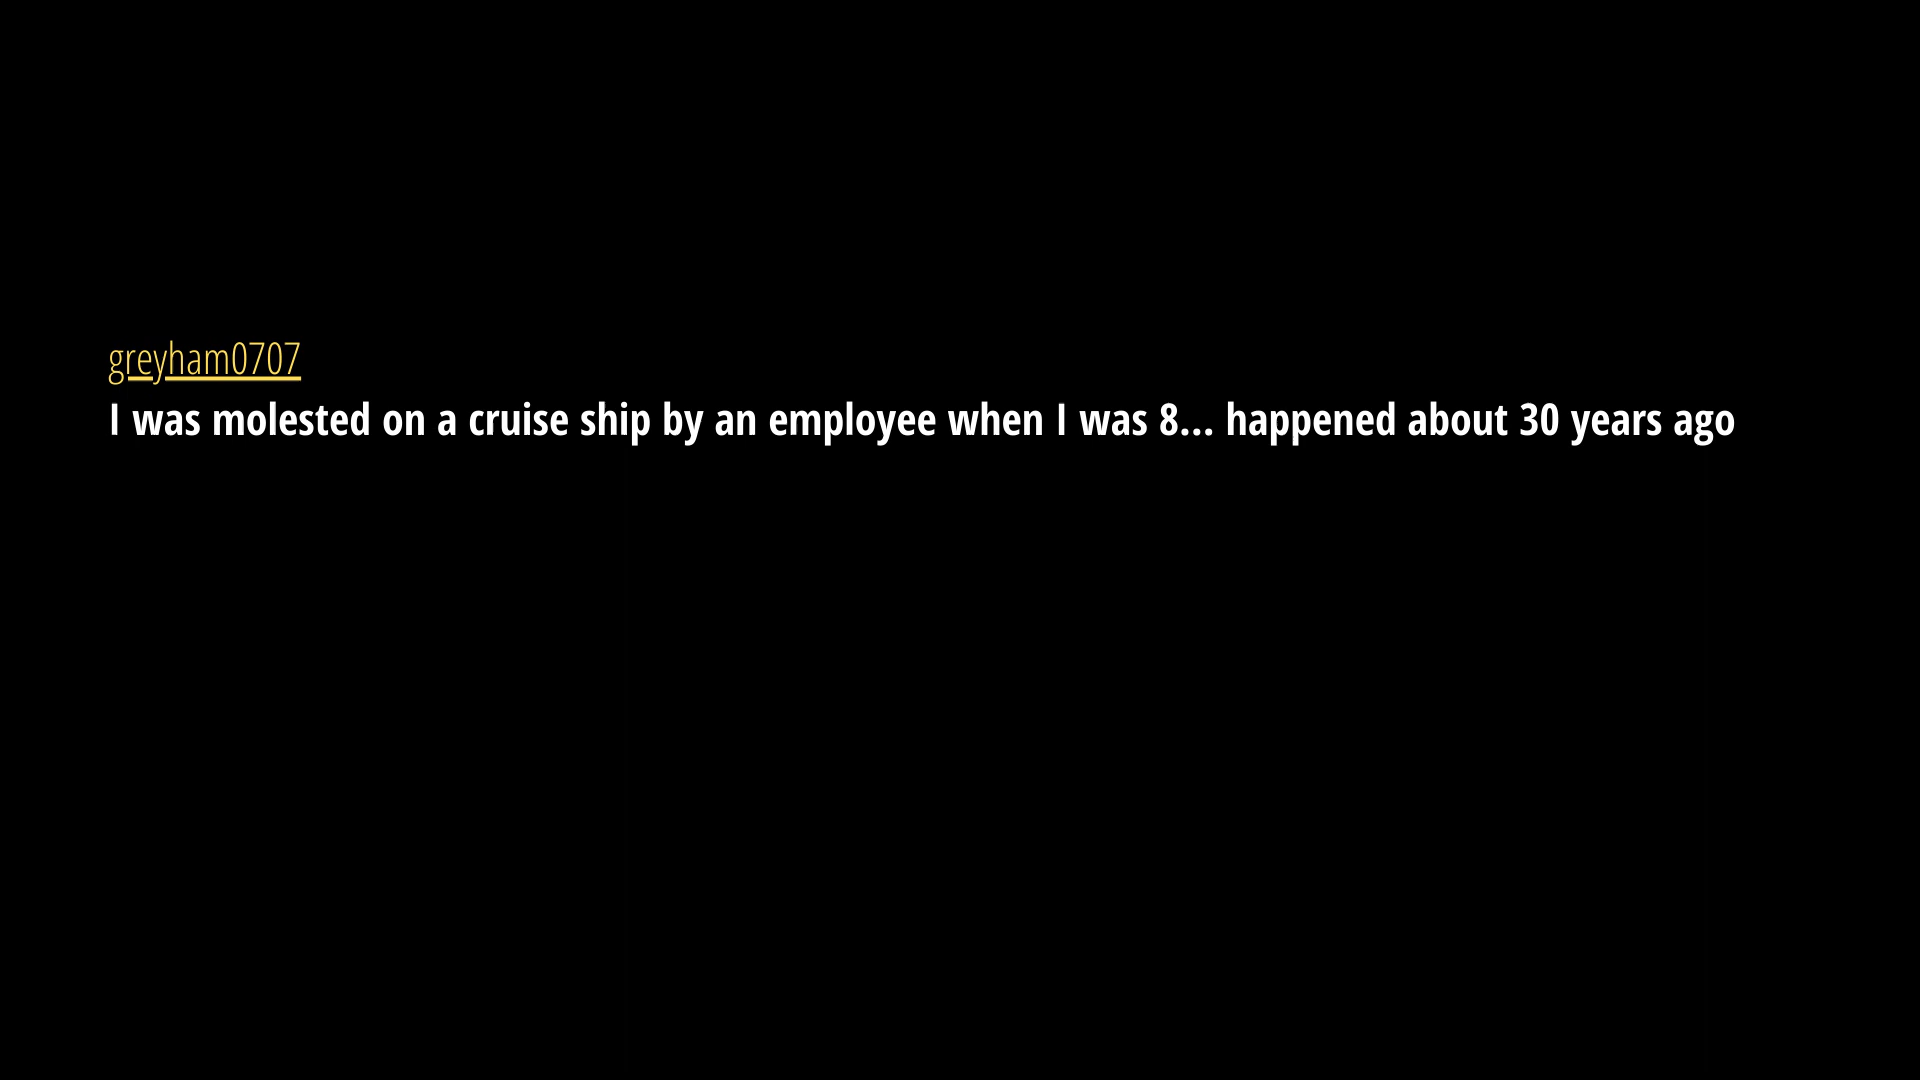 greyham0707
I was molested on a cruise ship by an employee when I was 8... happened about 30 years ago